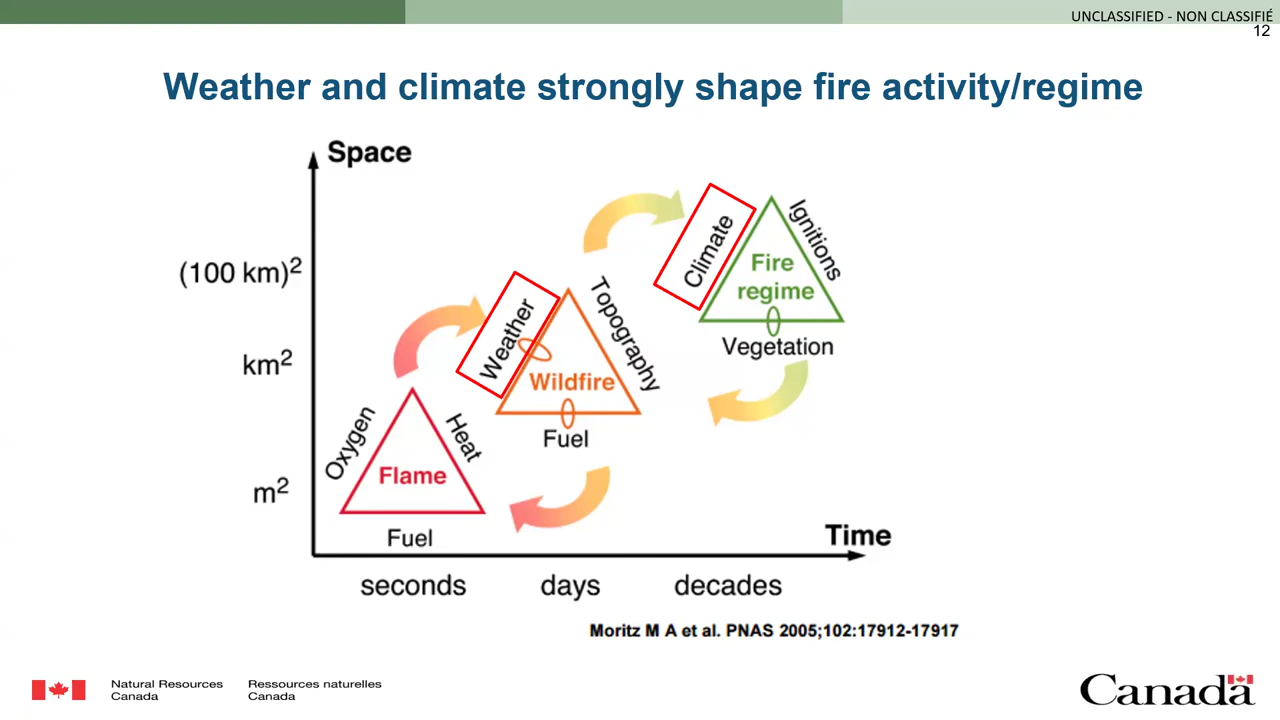 UNCLASSIFIED - NON CLASSIFIÉ
12
Weather and climate strongly shape fire activity/regime
Space
(100 km)²
km²
m²
Oxygen
Heat
Flame
Fuel
Weather
Topography
Wildfire
Fuel
Climate
Ignitions
Fire
regime
Vegetation
Time
seconds
days
decades
Moritz M A et al. PNAS 2005;102:17912-17917
Natural Resources
Canada
Ressources naturelles
Canada
Canada